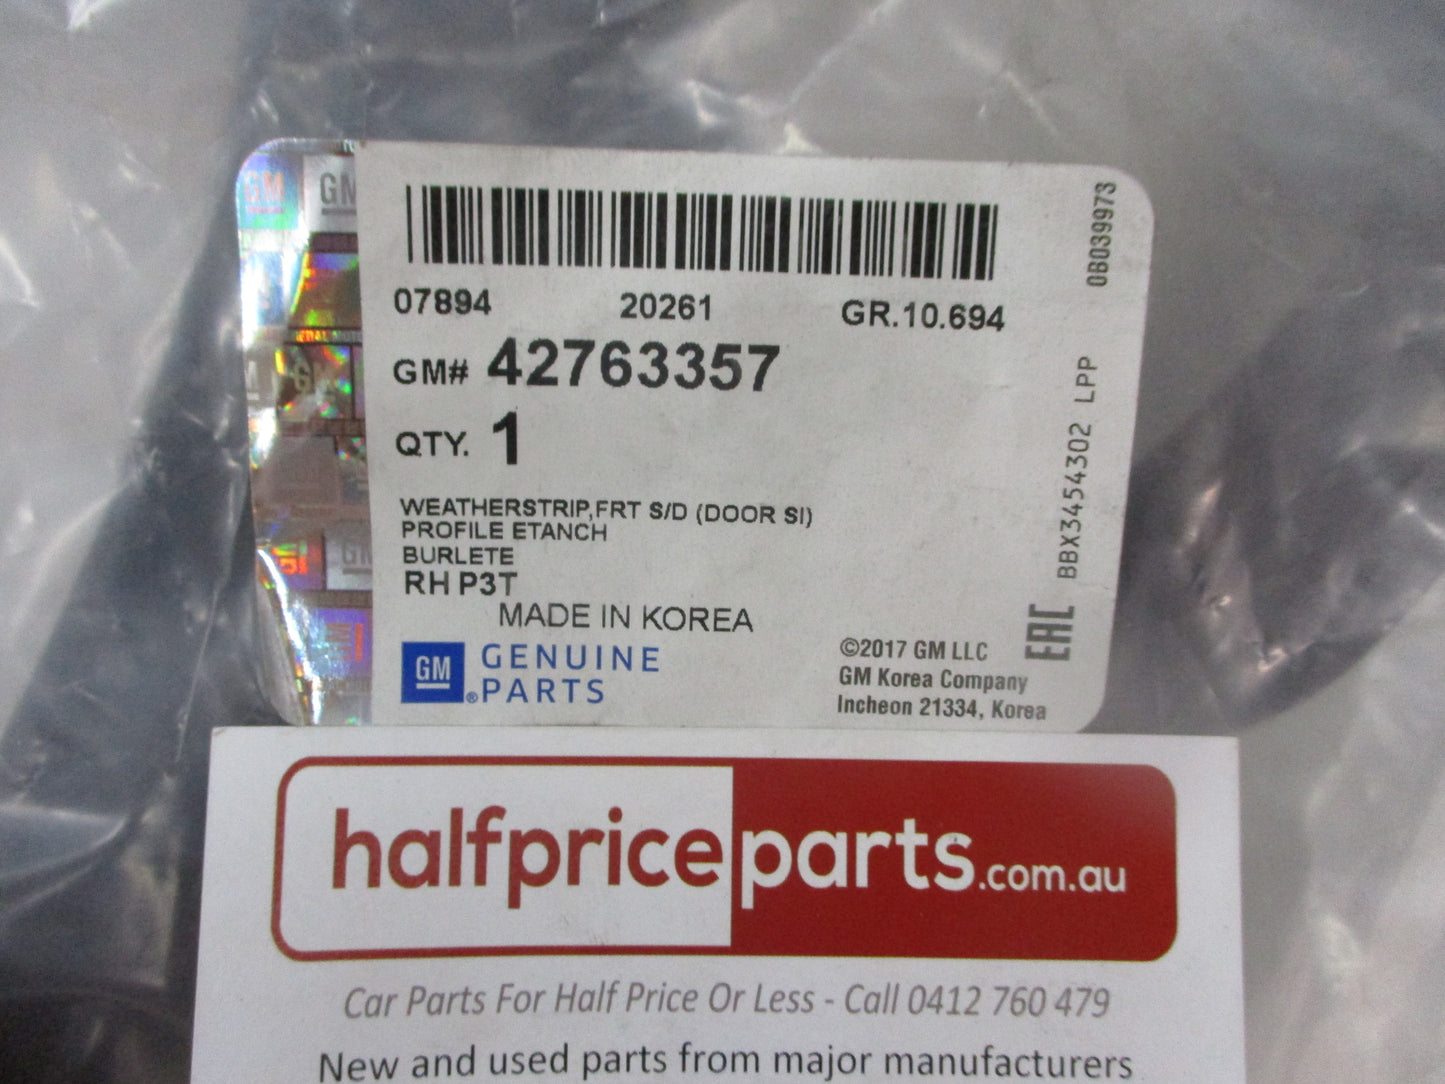 07894 20261 GR.10.694
GM# 42763357
QTY. 1
WEATHERSTRIP,FRT S/D (DOOR SI)
PROFILE ETANCH
BURLETE
RH P3T
MADE IN KOREA
GM ® GENUINE
PARTS
©2017 GM LLC
GM Korea Company
Incheon 21334, Korea
EAC
BBX3454302 LPP 0B039973
GM GM
halfpriceparts.com.au
Car Parts For Half Price Or Less - Call 0412 760 479
New and used parts from major manufacturers